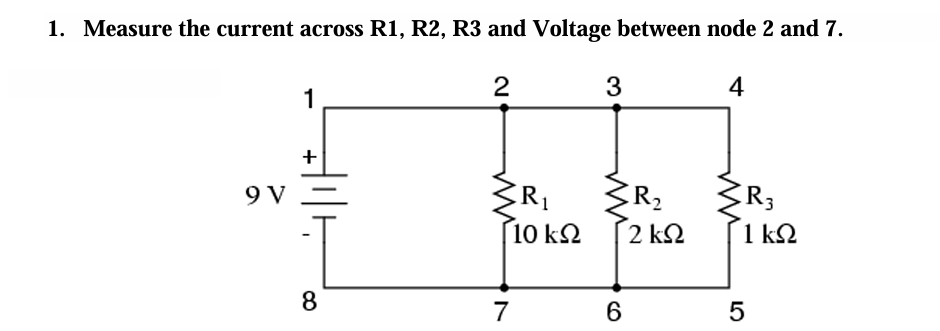 1. Measure the current across R1, R2, R3 and Voltage between node 2 and 7.
1 2 3 4
+
9 V R1 R2 R3
- 10 kΩ 2 kΩ 1 kΩ
8 7 6 5